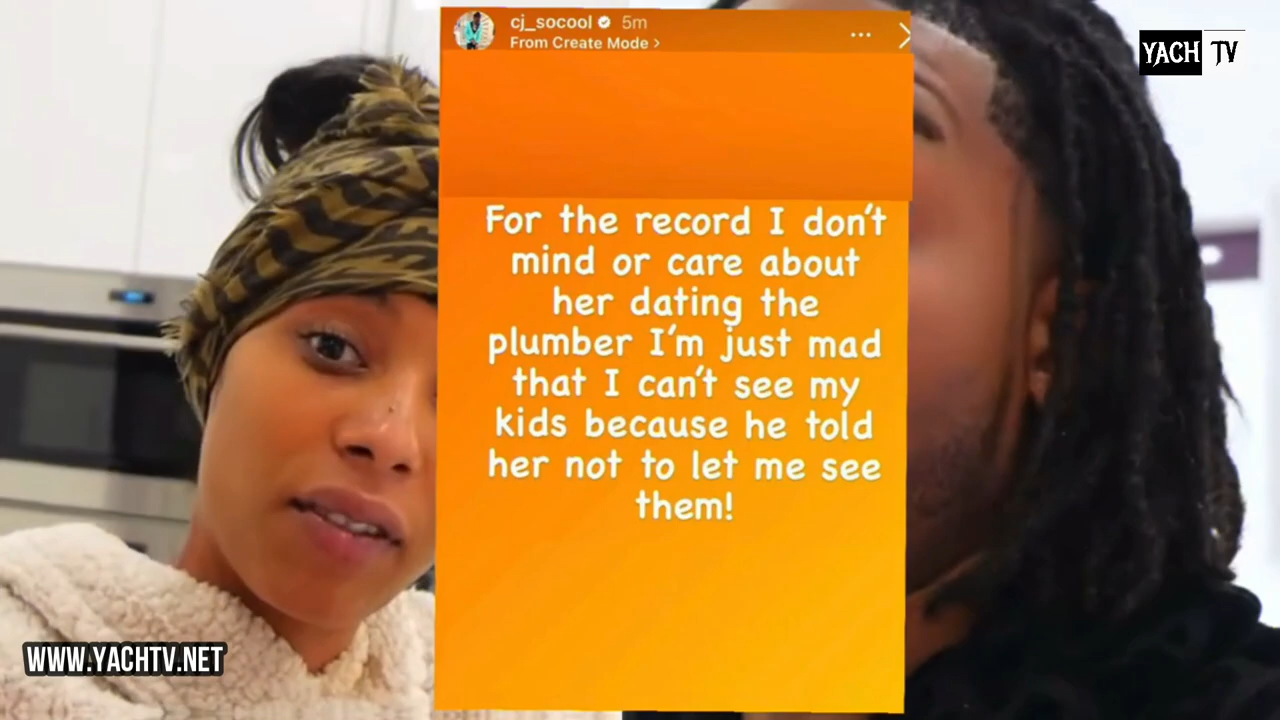 cj_socool 5m
From Create Mode >
YACH TV
For the record I don't
mind or care about
her dating the
plumber I'm just mad
that I can't see my
kids because he told
her not to let me see
them!
WWW.YACHTV.NET